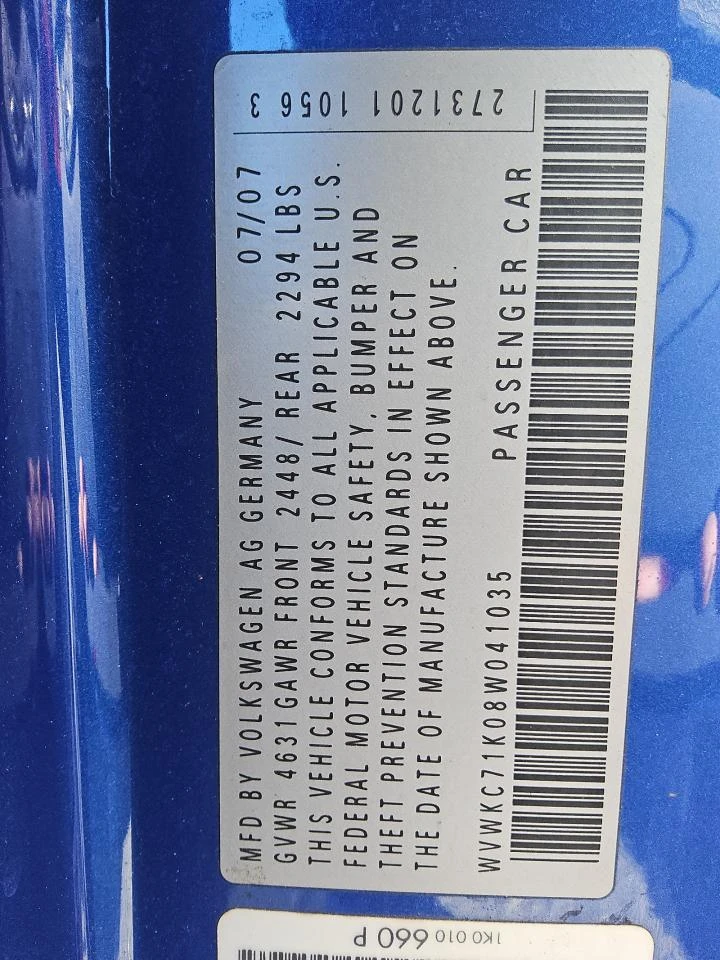 MFD BY VOLKSWAGEN AG GERMANY 07/07
GVWR 4631GAWR FRONT 2448/ REAR 2294 LBS
THIS VEHICLE CONFORMS TO ALL APPLICABLE U.S.
FEDERAL MOTOR VEHICLE SAFETY, BUMPER AND
THEFT PREVENTION STANDARDS IN EFFECT ON
THE DATE OF MANUFACTURE SHOWN ABOVE.
WVWKC71K08W041035 PASSENGER CAR
2731201 1056 3
1K0 010 660 P